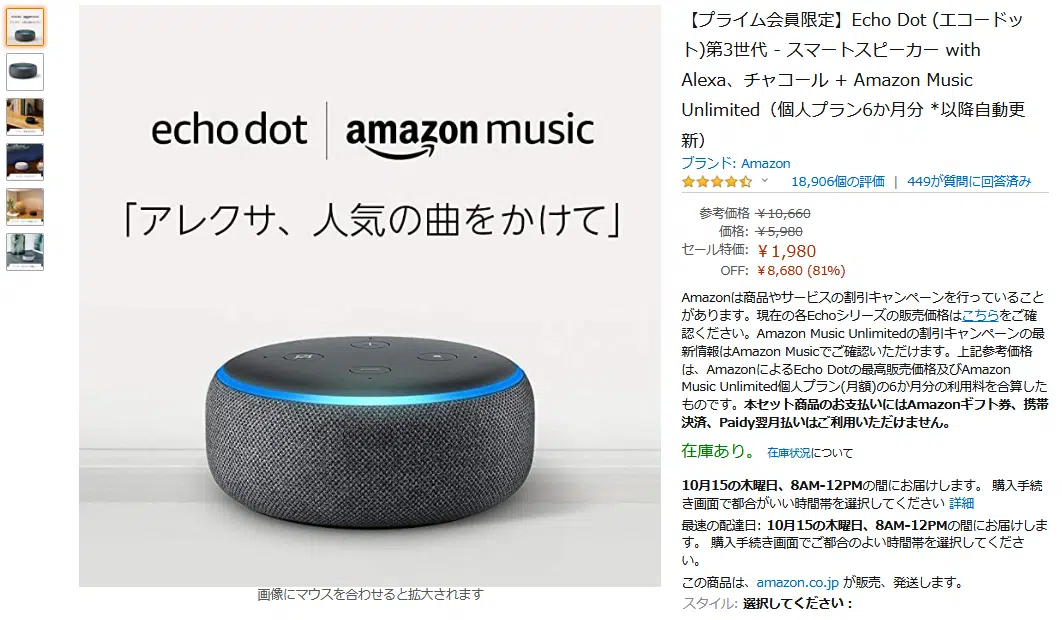 echo dot | amazon music
「アレクサ、人気の曲をかけて」
画像にマウスを合わせると拡大されます
【プライム会員限定】Echo Dot (エコードッ
ト)第3世代 - スマートスピーカー with
Alexa、チャコール + Amazon Music
Unlimited（個人プラン6か月分 *以降自動更
新）
ブランド: Amazon
18,906個の評価 | 449が質問に回答済み
参考価格 ￥10,660
価格: ￥5,980
セール特価: ￥1,980
OFF: ￥8,680 (81%)
Amazonは商品やサービスの割引キャンペーンを行っていること
があります。現在の各Echoシリーズの販売価格はこちらをご確
認ください。Amazon Music Unlimitedの割引キャンペーンの最
新情報はAmazon Musicでご確認いただけます。上記参考価格
は、AmazonによるEcho Dotの最高販売価格及びAmazon
Music Unlimited個人プラン(月額)の6か月分の利用料を合算した
ものです。本セット商品のお支払いにはAmazonギフト券、携帯
決済、Paidy翌月払いはご利用いただけません。
在庫あり。 在庫状況について
10月15の木曜日、8AM-12PMの間にお届けします。 購入手続
き画面で都合がいい時間帯を選択してください 詳細
最速の配達日: 10月15の木曜日、8AM-12PMの間にお届けしま
す。 購入手続き画面でご都合のよい時間帯を選択してくださ
い。
この商品は、amazon.co.jp が販売、発送します。
スタイル: 選択してください：